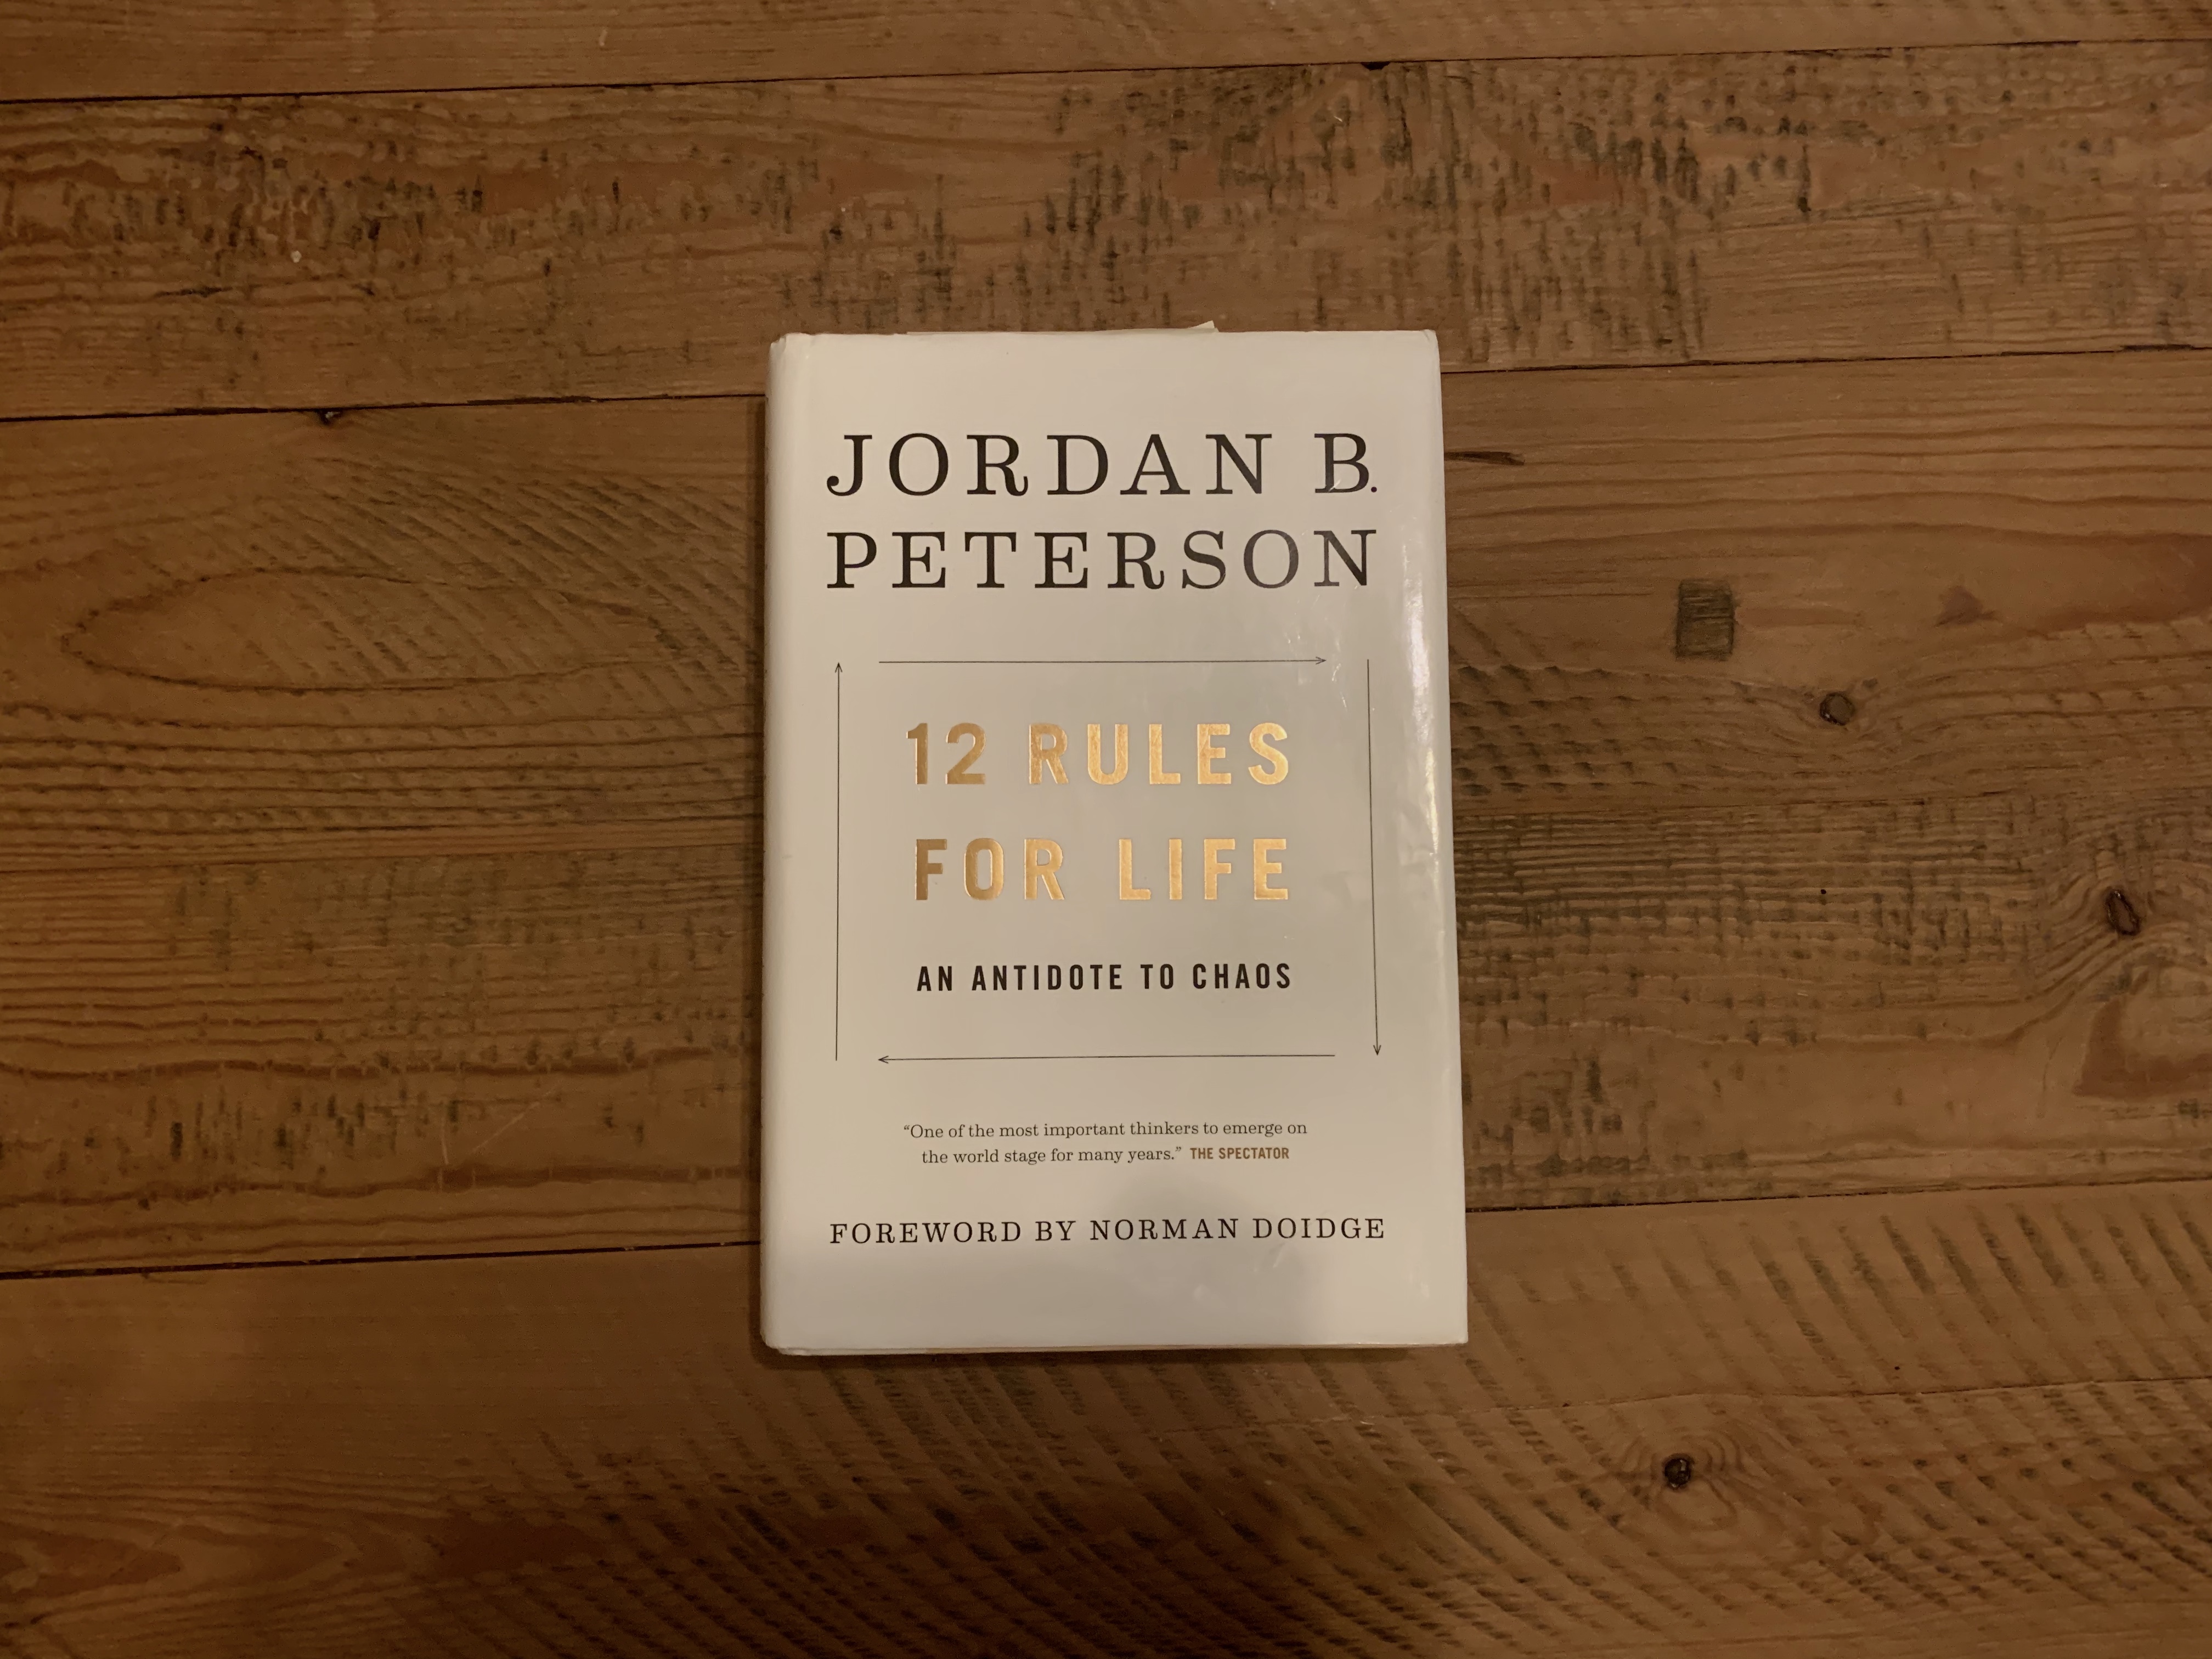 JORDAN B.
PETERSON
12 RULES
FOR LIFE
AN ANTIDOTE TO CHAOS
“One of the most important thinkers to emerge on
the world stage for many years.” THE SPECTATOR
FOREWORD BY NORMAN DOIDGE